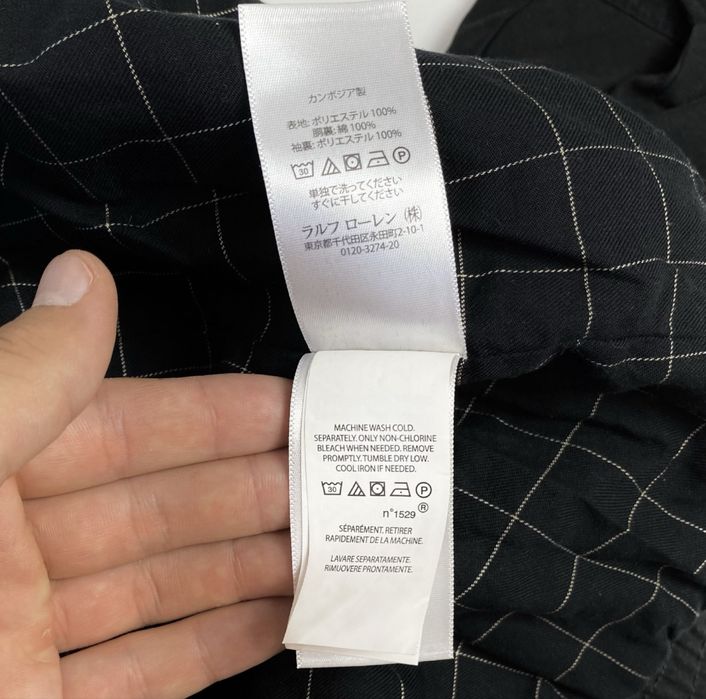 カンボジア製
表地: ポリエステル 100%
胴裏: 綿 100%
袖裏: ポリエステル 100%
30 P
単独で洗ってください
すぐに干してください
ラルフ ローレン (株)
東京都千代田区永田町2-10-1
0120-3274-20
MACHINE WASH COLD.
SEPARATELY. ONLY NON-CHLORINE
BLEACH WHEN NEEDED. REMOVE
PROMPTLY. TUMBLE DRY LOW.
COOL IRON IF NEEDED.
30 P
n°1529 ®
SÉPARÉMENT. RETIRER
RAPIDEMENT DE LA MACHINE.
LAVARE SEPARATAMENTE.
RIMUOVERE PRONTAMENTE.